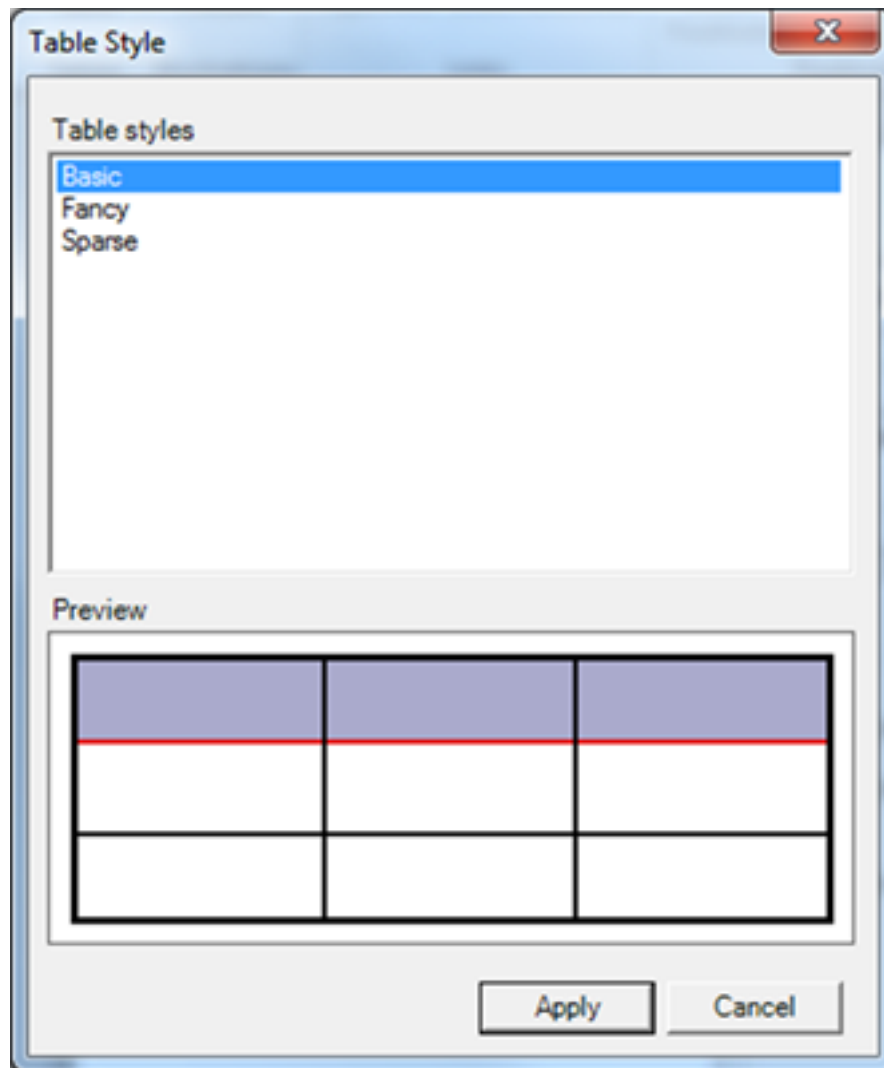 Table Style
Table styles
Basic
Fancy
Sparse
Preview
Apply
Cancel